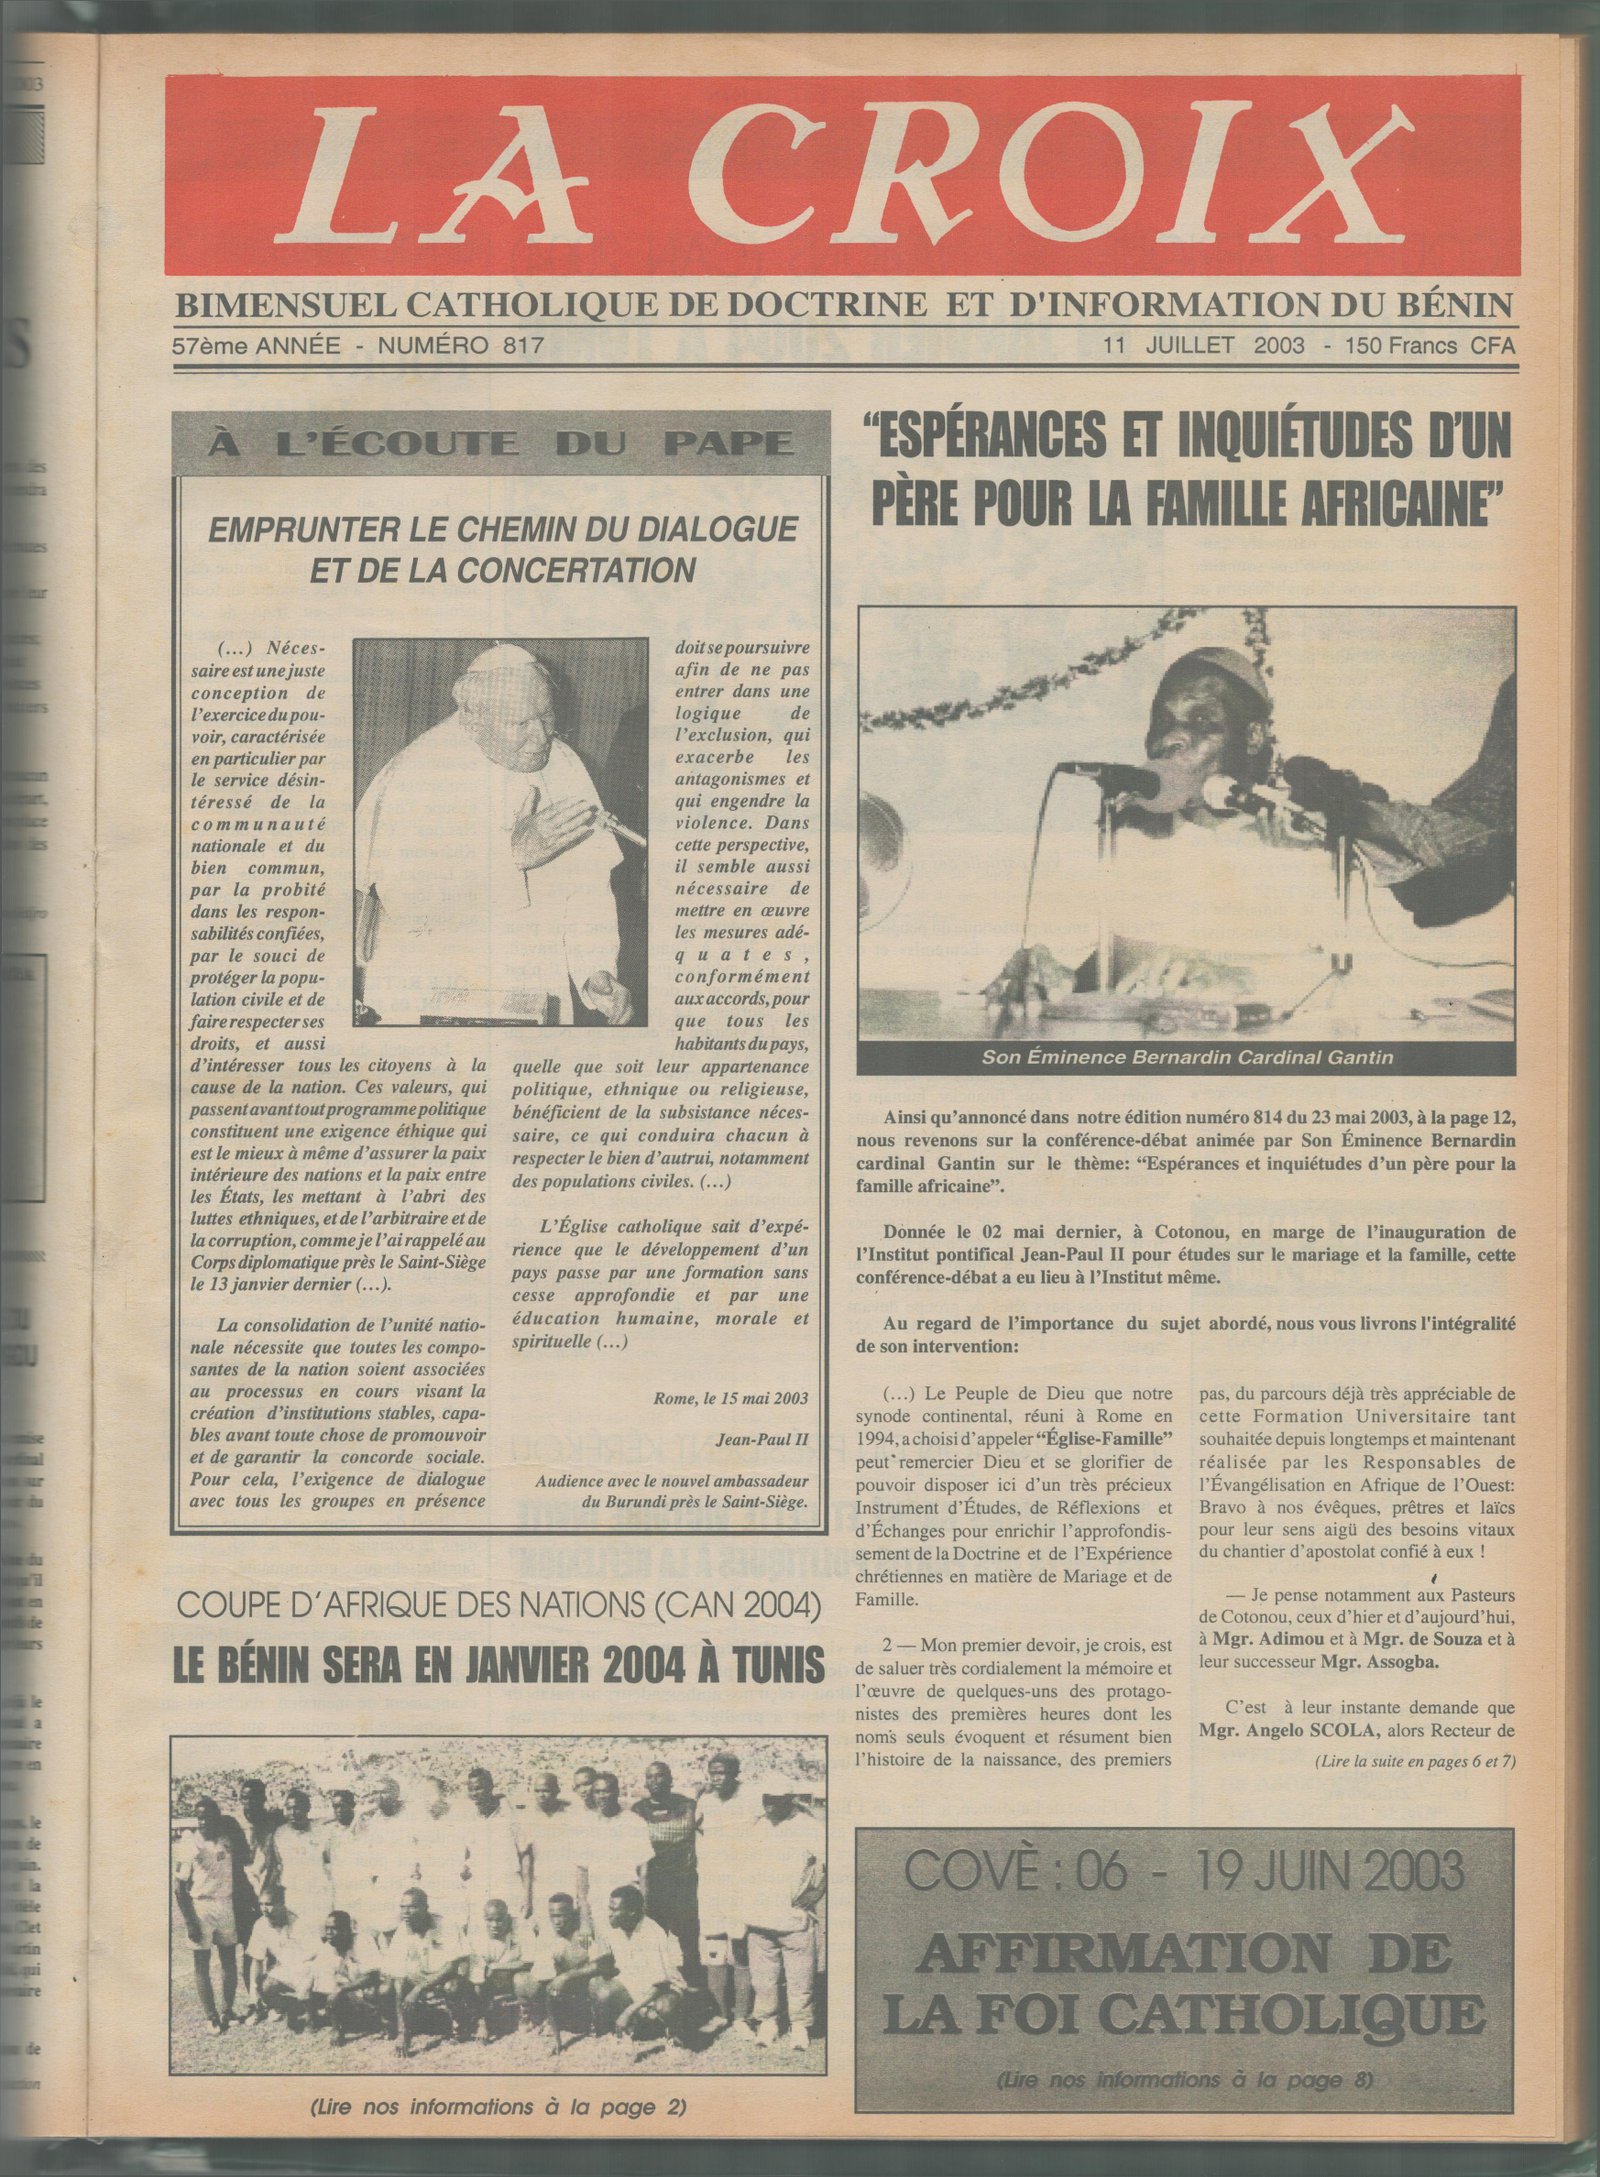 LA CROIX
BIMENSUEL CATHOLIQUE DE DOCTRINE ET D'INFORMATION DU BÉNIN
57ème ANNÉE - NUMÉRO 817
11 JUILLET 2003 - 150 Francs CFA
À L'ÉCOUTE DU PAPE
EMPRUNTER LE CHEMIN DU DIALOGUE
ET DE LA CONCERTATION
(…) Néces-
saire est une juste
conception de
l'exercice du pou-
voir, caractérisée
en particulier par
le service désin-
téressé de la
communauté
nationale et du
bien commun,
par la probité
dans les respon-
sabilités confiées,
par le souci de
protéger la popu-
lation civile et de
faire respecter ses
droits, et aussi
d'intéresser tous les citoyens à la
cause de la nation. Ces valeurs, qui
passent avant tout programme politique
constituent une exigence éthique qui
est le mieux à même d'assurer la paix
intérieure des nations et la paix entre
les États, les mettant à l'abri des
luttes ethniques, et de l'arbitraire et de
la corruption, comme je l'ai rappelé au
Corps diplomatique près le Saint-Siège
le 13 janvier dernier (…).
La consolidation de l'unité natio-
nale nécessite que toutes les compo-
santes de la nation soient associées
au processus en cours visant la
création d'institutions stables, capa-
bles avant toute chose de promouvoir
et de garantir la concorde sociale.
Pour cela, l'exigence de dialogue
avec tous les groupes en présence
doit se poursuivre
afin de ne pas
entrer dans une
logique de
l'exclusion, qui
exacerbe les
antagonismes et
qui engendre la
violence. Dans
cette perspective,
il semble aussi
nécessaire de
mettre en œuvre
les mesures adé-
quates,
conformément
aux accords, pour
que tous les
habitants du pays,
quelle que soit leur appartenance
politique, ethnique ou religieuse,
bénéficient de la subsistance néces-
saire, ce qui conduira chacun à
respecter le bien d'autrui, notamment
des populations civiles. (…)
L'Église catholique sait d'expé-
rience que le développement d'un
pays passe par une formation sans
cesse approfondie et par une
éducation humaine, morale et
spirituelle (…)
Rome, le 15 mai 2003
Jean-Paul II
Audience avec le nouvel ambassadeur
du Burundi près le Saint-Siège.
COUPE D'AFRIQUE DES NATIONS (CAN 2004)
LE BÉNIN SERA EN JANVIER 2004 À TUNIS
(Lire nos informations à la page 2)
“ESPÉRANCES ET INQUIÉTUDES D'UN
PÈRE POUR LA FAMILLE AFRICAINE”
Son Éminence Bernardin Cardinal Gantin
Ainsi qu'annoncé dans notre édition numéro 814 du 23 mai 2003, à la page 12,
nous revenons sur la conférence-débat animée par Son Éminence Bernardin
cardinal Gantin sur le thème: “Espérances et inquiétudes d'un père pour la
famille africaine”.
Donnée le 02 mai dernier, à Cotonou, en marge de l'inauguration de
l'Institut pontifical Jean-Paul II pour études sur le mariage et la famille, cette
conférence-débat a eu lieu à l'Institut même.
Au regard de l'importance du sujet abordé, nous vous livrons l'intégralité
de son intervention:
(…) Le Peuple de Dieu que notre
synode continental, réuni à Rome en
1994, a choisi d'appeler “Église-Famille”
peut remercier Dieu et se glorifier de
pouvoir disposer ici d'un très précieux
Instrument d'Études, de Réflexions et
d'Échanges pour enrichir l'approfondis-
sement de la Doctrine et de l'Expérience
chrétiennes en matière de Mariage et de
Famille.
2 — Mon premier devoir, je crois, est
de saluer très cordialement la mémoire et
l'œuvre de quelques-uns des protago-
nistes des premières heures dont les
noms seuls évoquent et résument bien
l'histoire de la naissance, des premiers
pas, du parcours déjà très appréciable de
cette Formation Universitaire tant
souhaitée depuis longtemps et maintenant
réalisée par les Responsables de
l'Évangélisation en Afrique de l'Ouest:
Bravo à nos évêques, prêtres et laïcs
pour leur sens aigü des besoins vitaux
du chantier d'apostolat confié à eux !
— Je pense notamment aux Pasteurs
de Cotonou, ceux d'hier et d'aujourd'hui,
à Mgr. Adimou et à Mgr. de Souza et à
leur successeur Mgr. Assogba.
C'est à leur instante demande que
Mgr. Angelo SCOLA, alors Recteur de
(Lire la suite en pages 6 et 7)
COVÈ : 06 - 19 JUIN 2003
AFFIRMATION DE
LA FOI CATHOLIQUE
(Lire nos informations à la page 8)